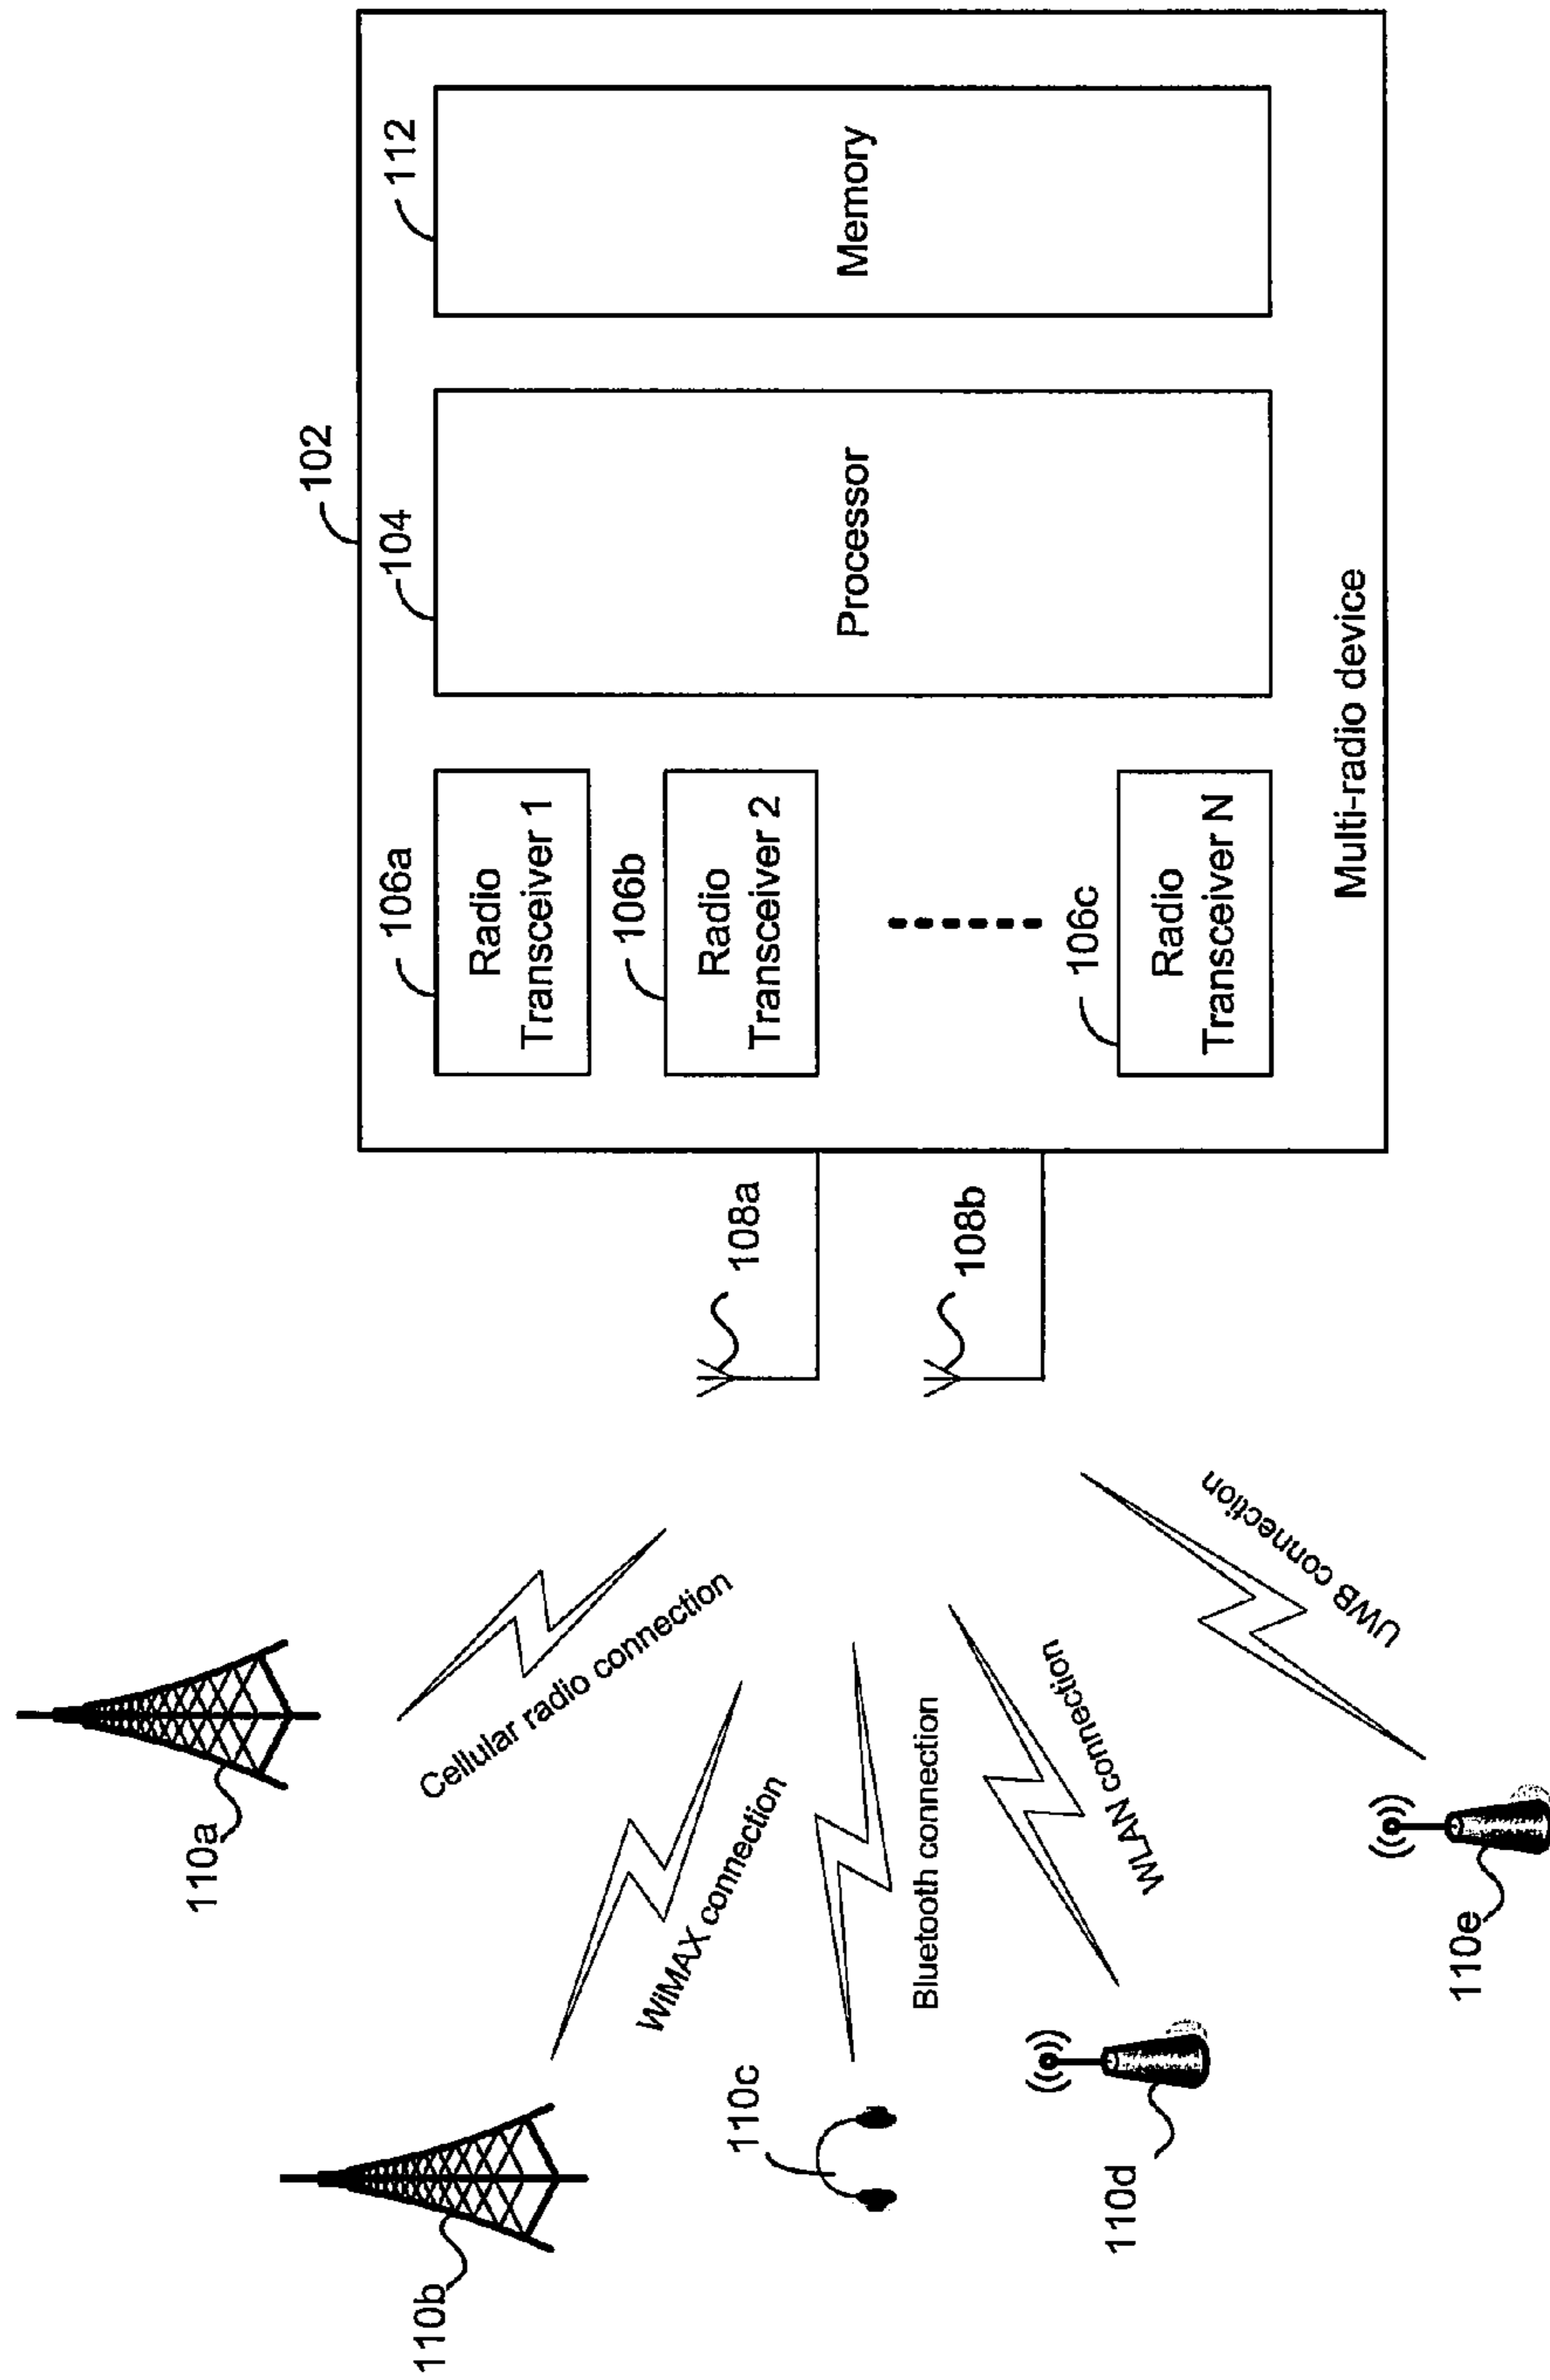 110a
110b
Cellular radio connection
WiMAX connection
110c
Bluetooth connection
110d
WLAN connection
110e
UWB connection
108a
108b
102
106a
Radio
Transceiver 1
106b
Radio
Transceiver 2
106c
Radio
Transceiver N
104
Processor
112
Memory
Multi-radio device